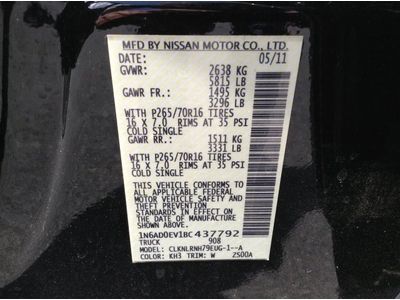 MFD BY NISSAN MOTOR CO., LTD.
DATE: 05/11
GVWR: 2638 KG
5815 LB
GAWR FR.: 1495 KG
3296 LB
WITH P265/70R16 TIRES
16 X 7.0 RIMS AT 35 PSI
COLD SINGLE
GAWR RR.: 1511 KG
3331 LB
WITH P265/70R16 TIRES
16 X 7.0 RIMS AT 35 PSI
COLD SINGLE
THIS VEHICLE CONFORMS TO
ALL APPLICABLE FEDERAL
MOTOR VEHICLE SAFETY AND
THEFT PREVENTION STANDARDS
IN EFFECT ON THE DATE OF
MANUFACTURE SHOWN ABOVE.
1N6AD0EV1BC437792
TRUCK 908
MODEL: CLKNLRNH79EUG-1--A
COLOR: KH3 TRIM: W ZS00A